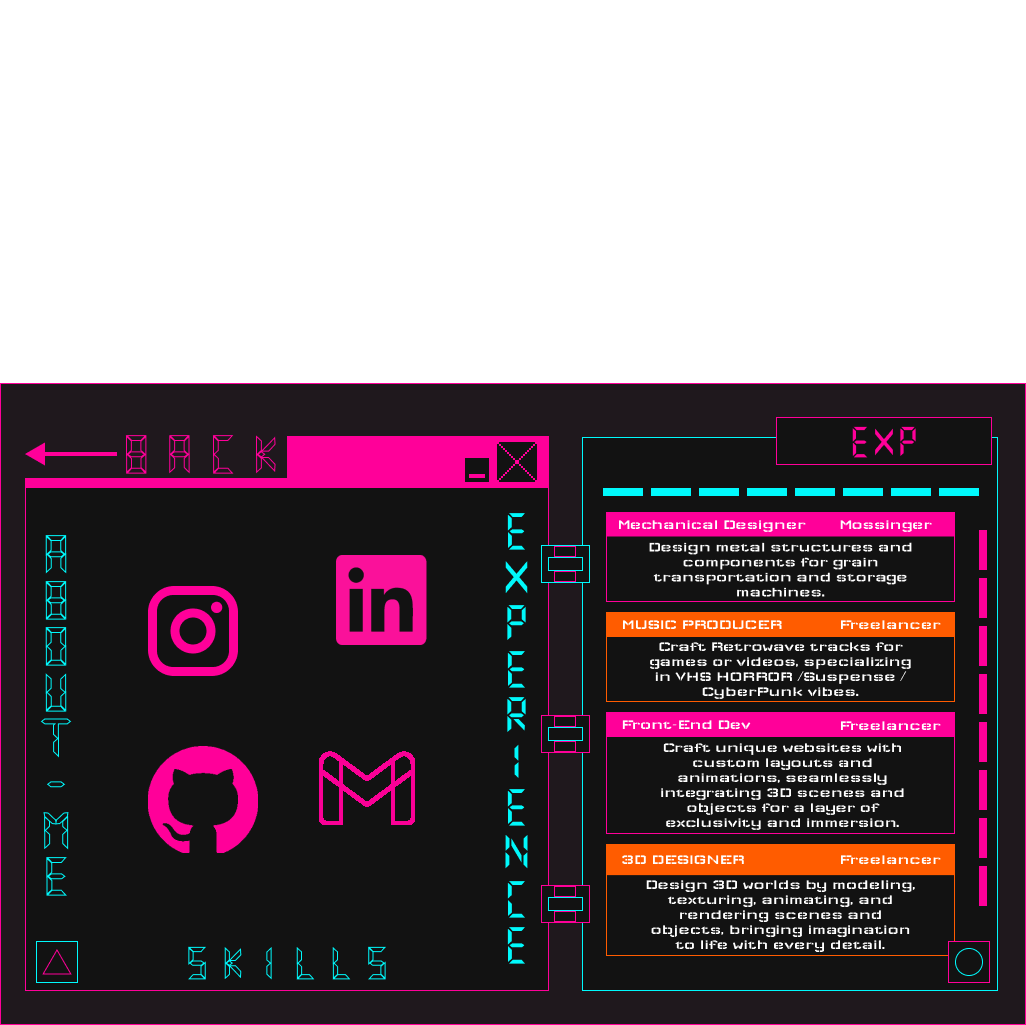 BACK
ABOUT-ME
in
EXPERIENCE
SKILLS
EXP
Mechanical Designer Mossinger
Design metal structures and
components for grain
transportation and storage
machines.
MUSIC PRODUCER Freelancer
Craft Retrowave tracks for
games or videos, specializing
in VHS HORROR /Suspense /
CyberPunk vibes.
Front-End Dev Freelancer
Craft unique websites with
custom layouts and
animations, seamlessly
integrating 3D scenes and
objects for a layer of
exclusivity and immersion.
3D DESIGNER Freelancer
Design 3D worlds by modeling,
texturing, animating, and
rendering scenes and
objects, bringing imagination
to life with every detail.